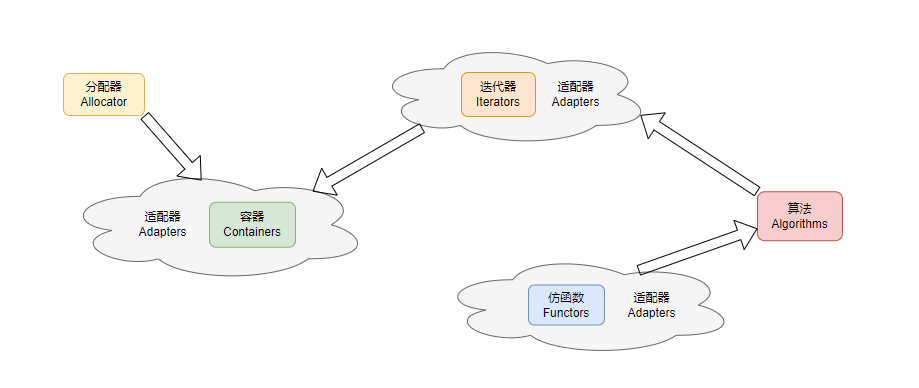 分配器
Allocator
迭代器
Iterators
适配器
Adapters
适配器
Adapters
容器
Containers
算法
Algorithms
仿函数
Functors
适配器
Adapters